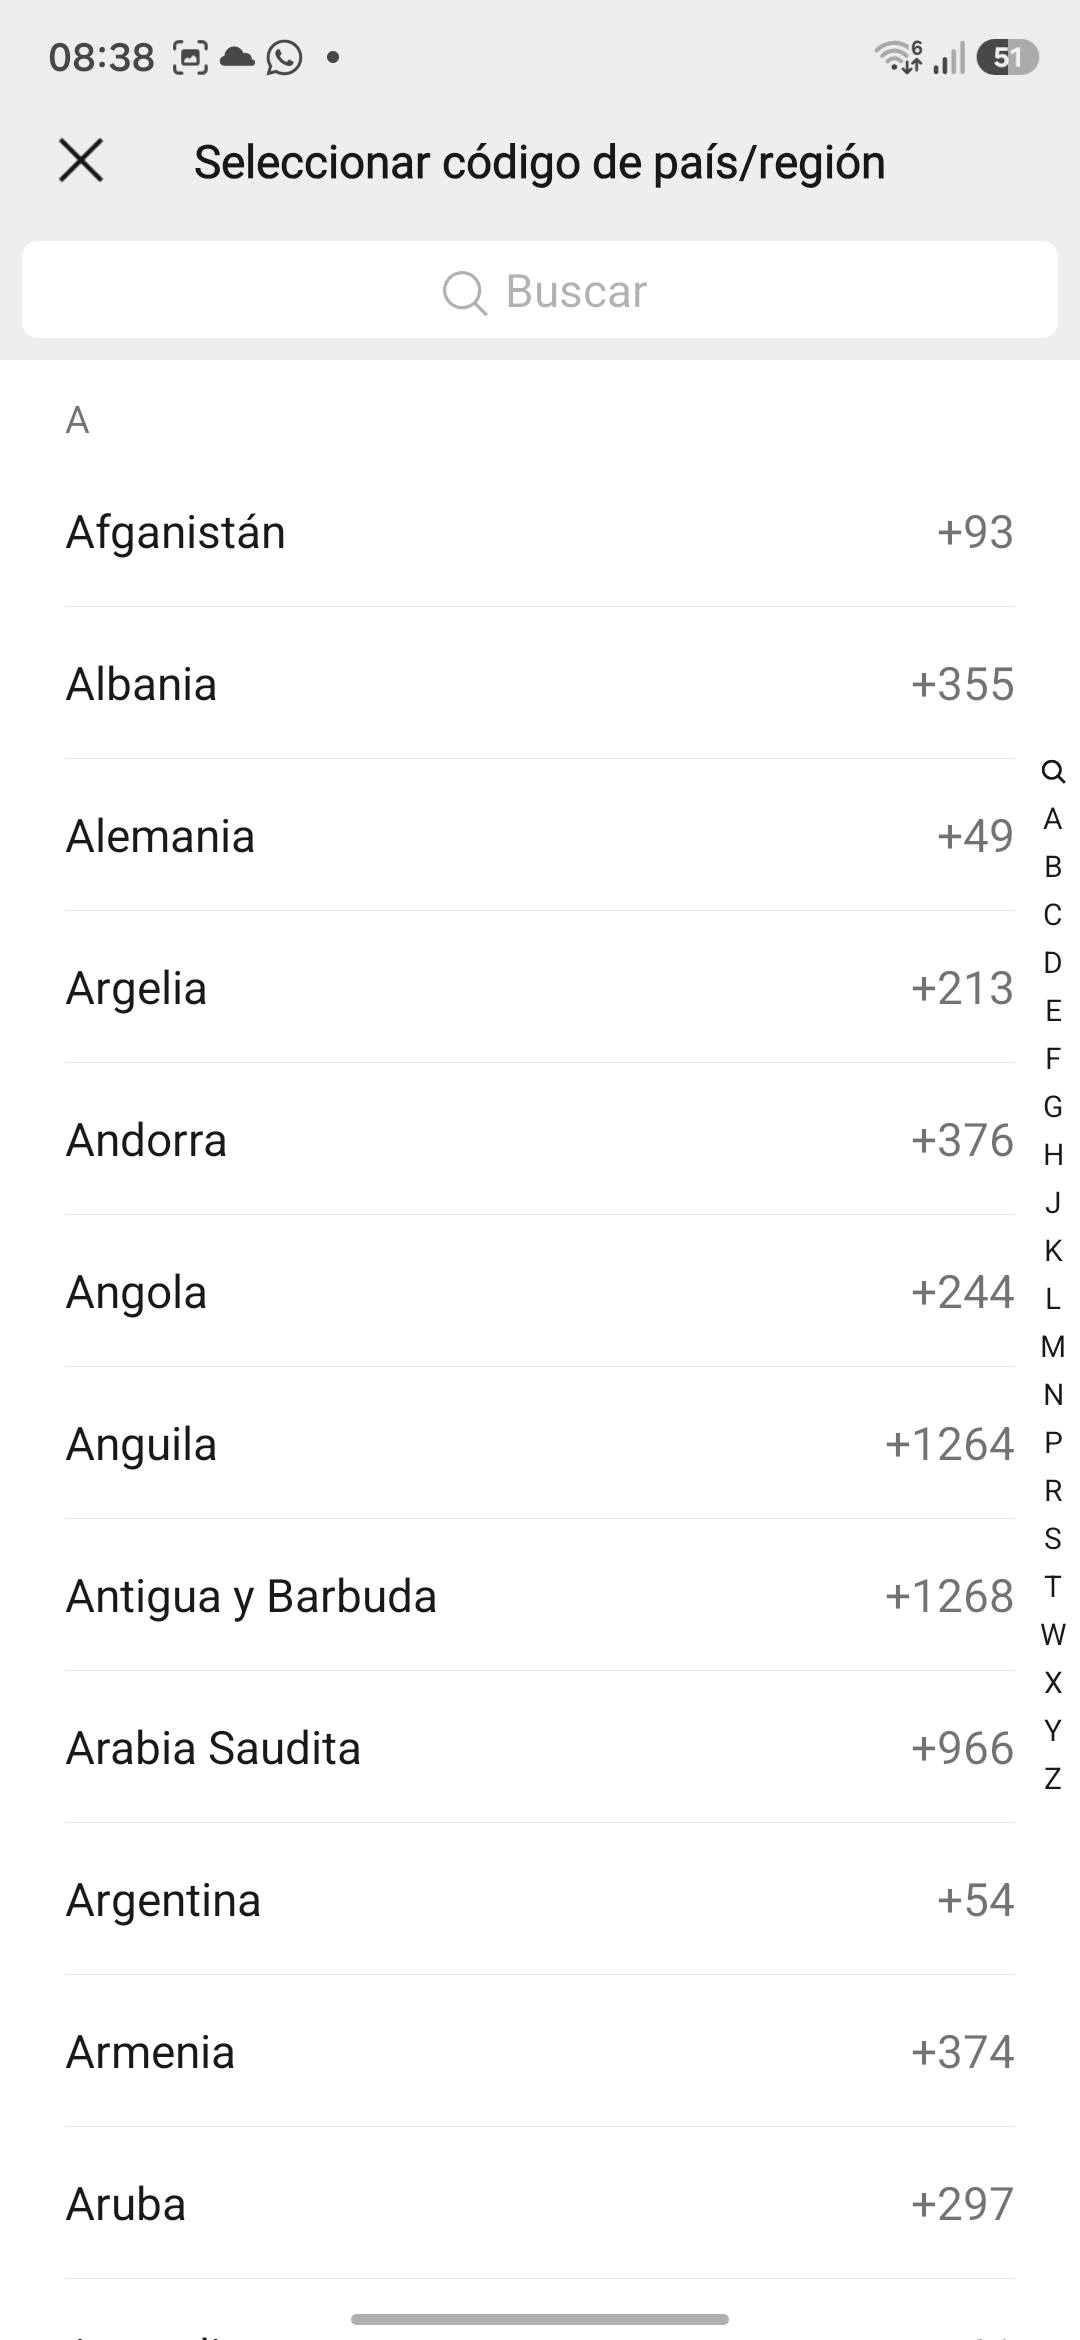 08:38
6
51
Seleccionar código de país/región
Buscar
A
Afganistán +93
Albania +355
Alemania +49
Argelia +213
Andorra +376
Angola +244
Anguila +1264
Antigua y Barbuda +1268
Arabia Saudita +966
Argentina +54
Armenia +374
Aruba +297
A
B
C
D
E
F
G
H
J
K
L
M
N
P
R
S
T
W
X
Y
Z